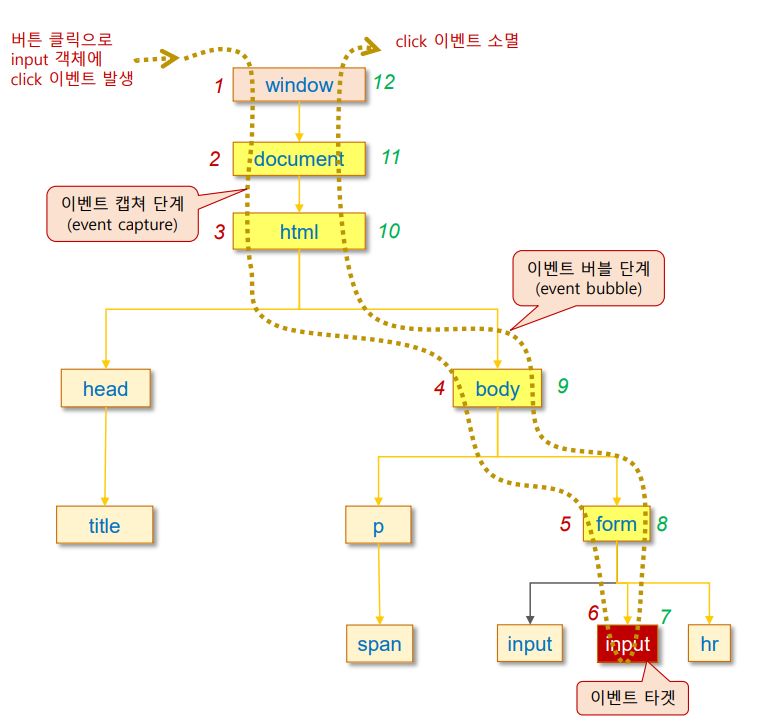 버튼 클릭으로
input 객체에
click 이벤트 발생
click 이벤트 소멸
1 window 12
2 document 11
이벤트 캡쳐 단계
(event capture)
3 html 10
이벤트 버블 단계
(event bubble)
head
4 body 9
title
p
5 form 8
6 7
span
input
input
hr
이벤트 타겟